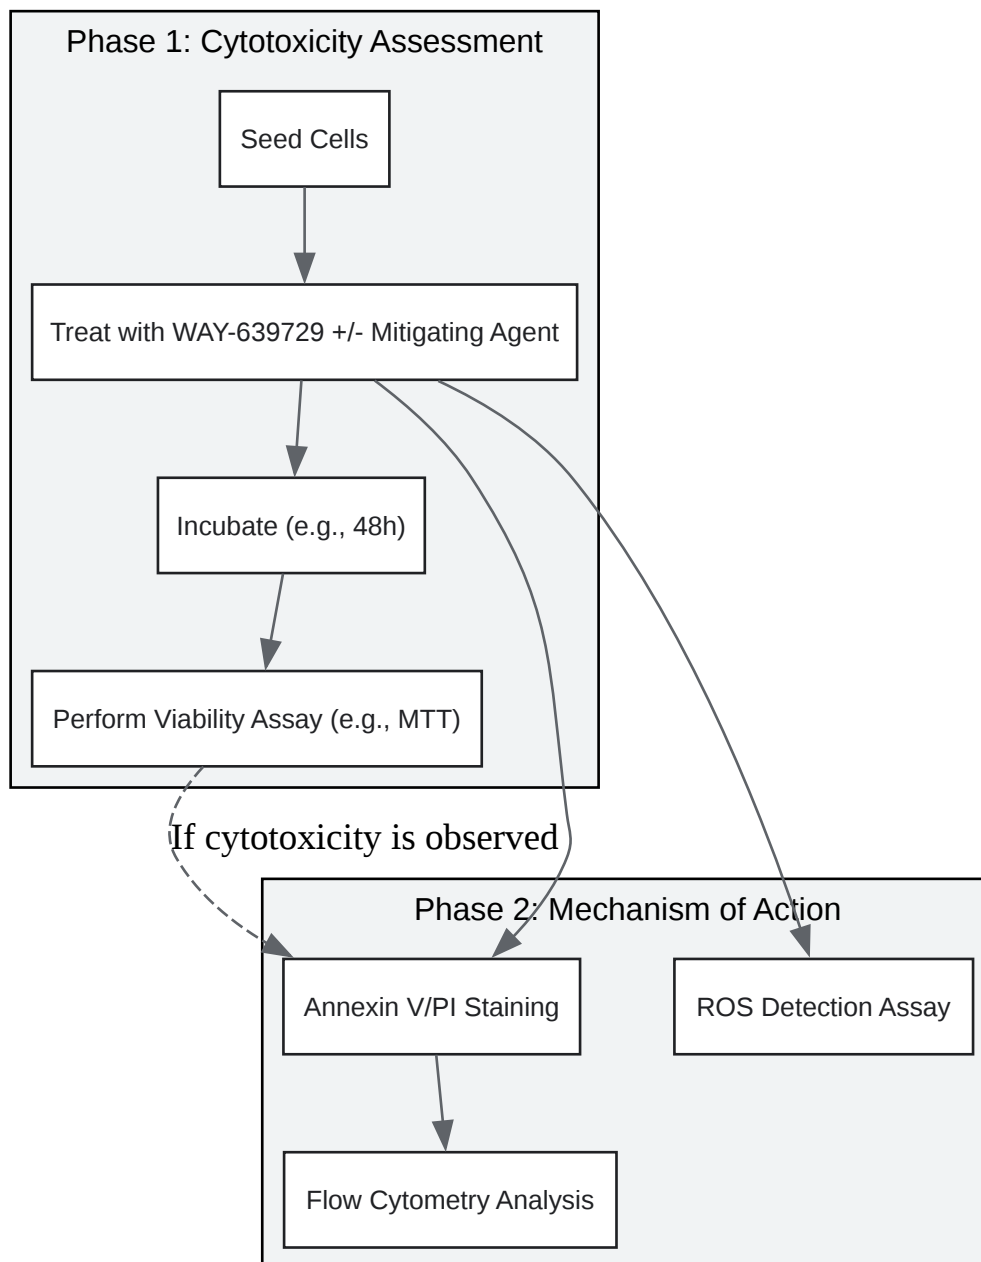 Phase 1: Cytotoxicity Assessment
Seed Cells
Treat with WAY-639729 +/- Mitigating Agent
Incubate (e.g., 48h)
Perform Viability Assay (e.g., MTT)
If cytotoxicity is observed
Phase 2: Mechanism of Action
Annexin V/PI Staining
ROS Detection Assay
Flow Cytometry Analysis